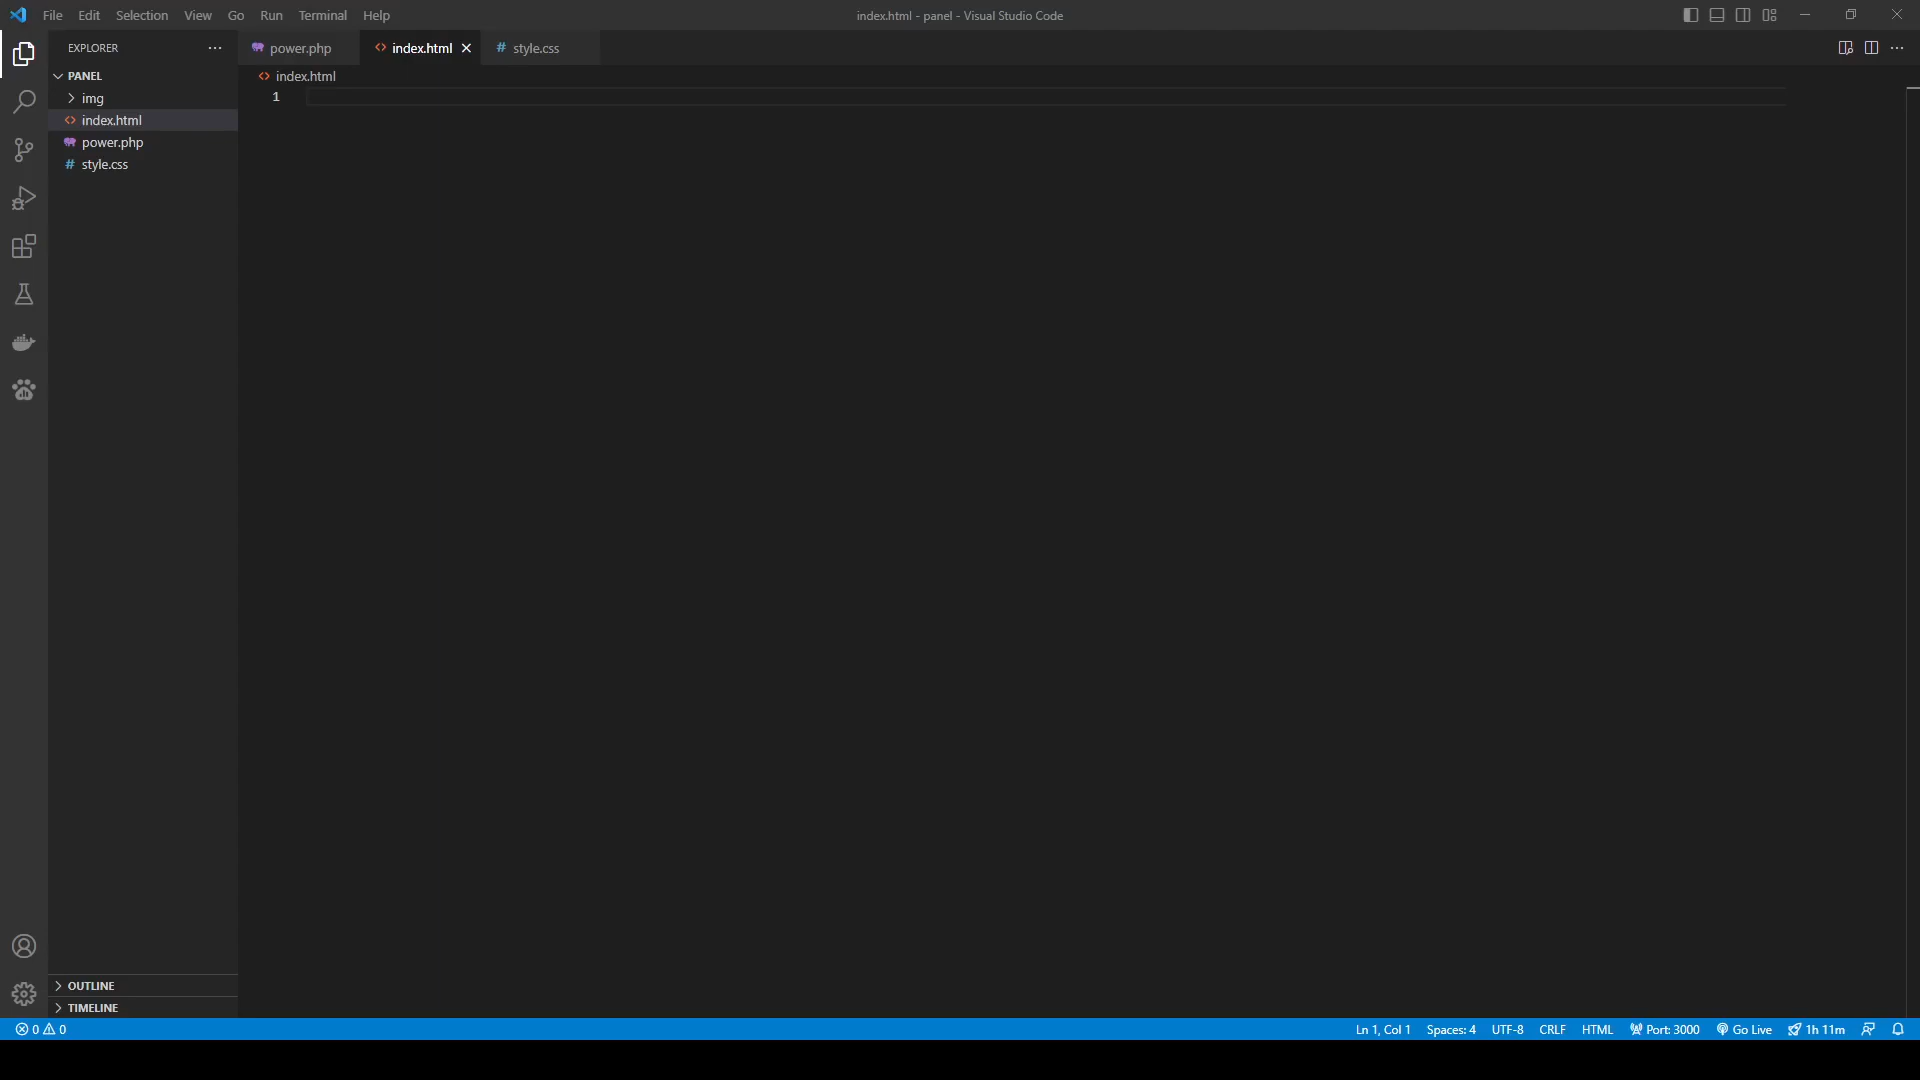 File Edit Selection View Go Run Terminal Help
index.html - panel - Visual Studio Code
EXPLORER
power.php
index.html
# style.css
PANEL
index.html
img
1
index.html
power.php
# style.css
OUTLINE
TIMELINE
0 0
Ln 1, Col 1 Spaces: 4 UTF-8 CRLF HTML Port: 3000 Go Live 1h 11m